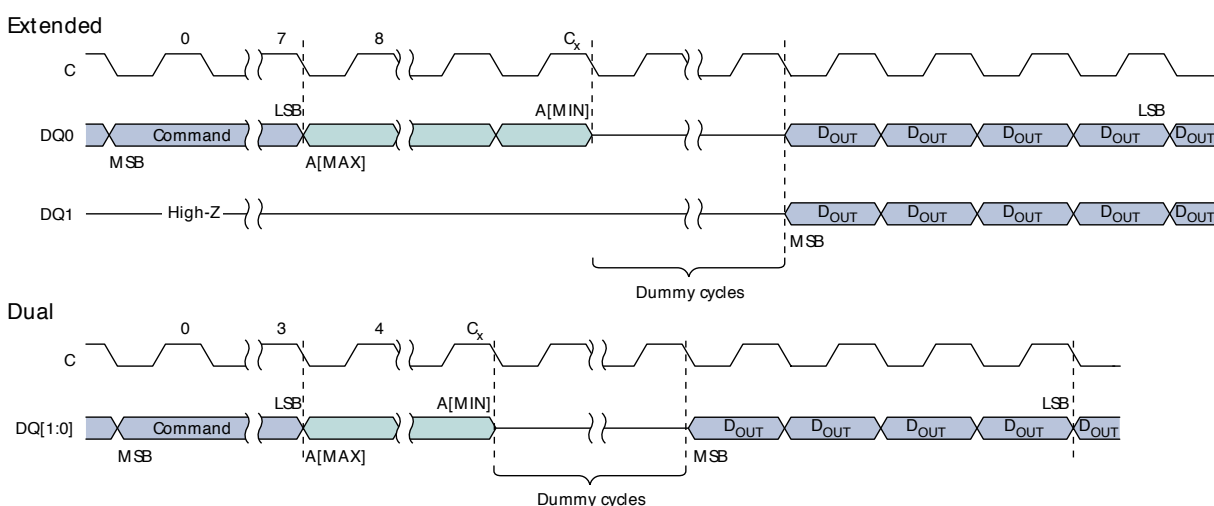 Extended
0 7 8 Cx
C
LSB A[MIN] LSB
DQ0 Command DOUT DOUT DOUT DOUT DOUT
MSB A[MAX]
DQ1 High-Z DOUT DOUT DOUT DOUT DOUT
MSB
Dummy cycles
Dual
0 3 4 Cx
C
LSB A[MIN] LSB
DQ[1:0] Command DOUT DOUT DOUT DOUT DOUT
MSB A[MAX] MSB
Dummy cycles